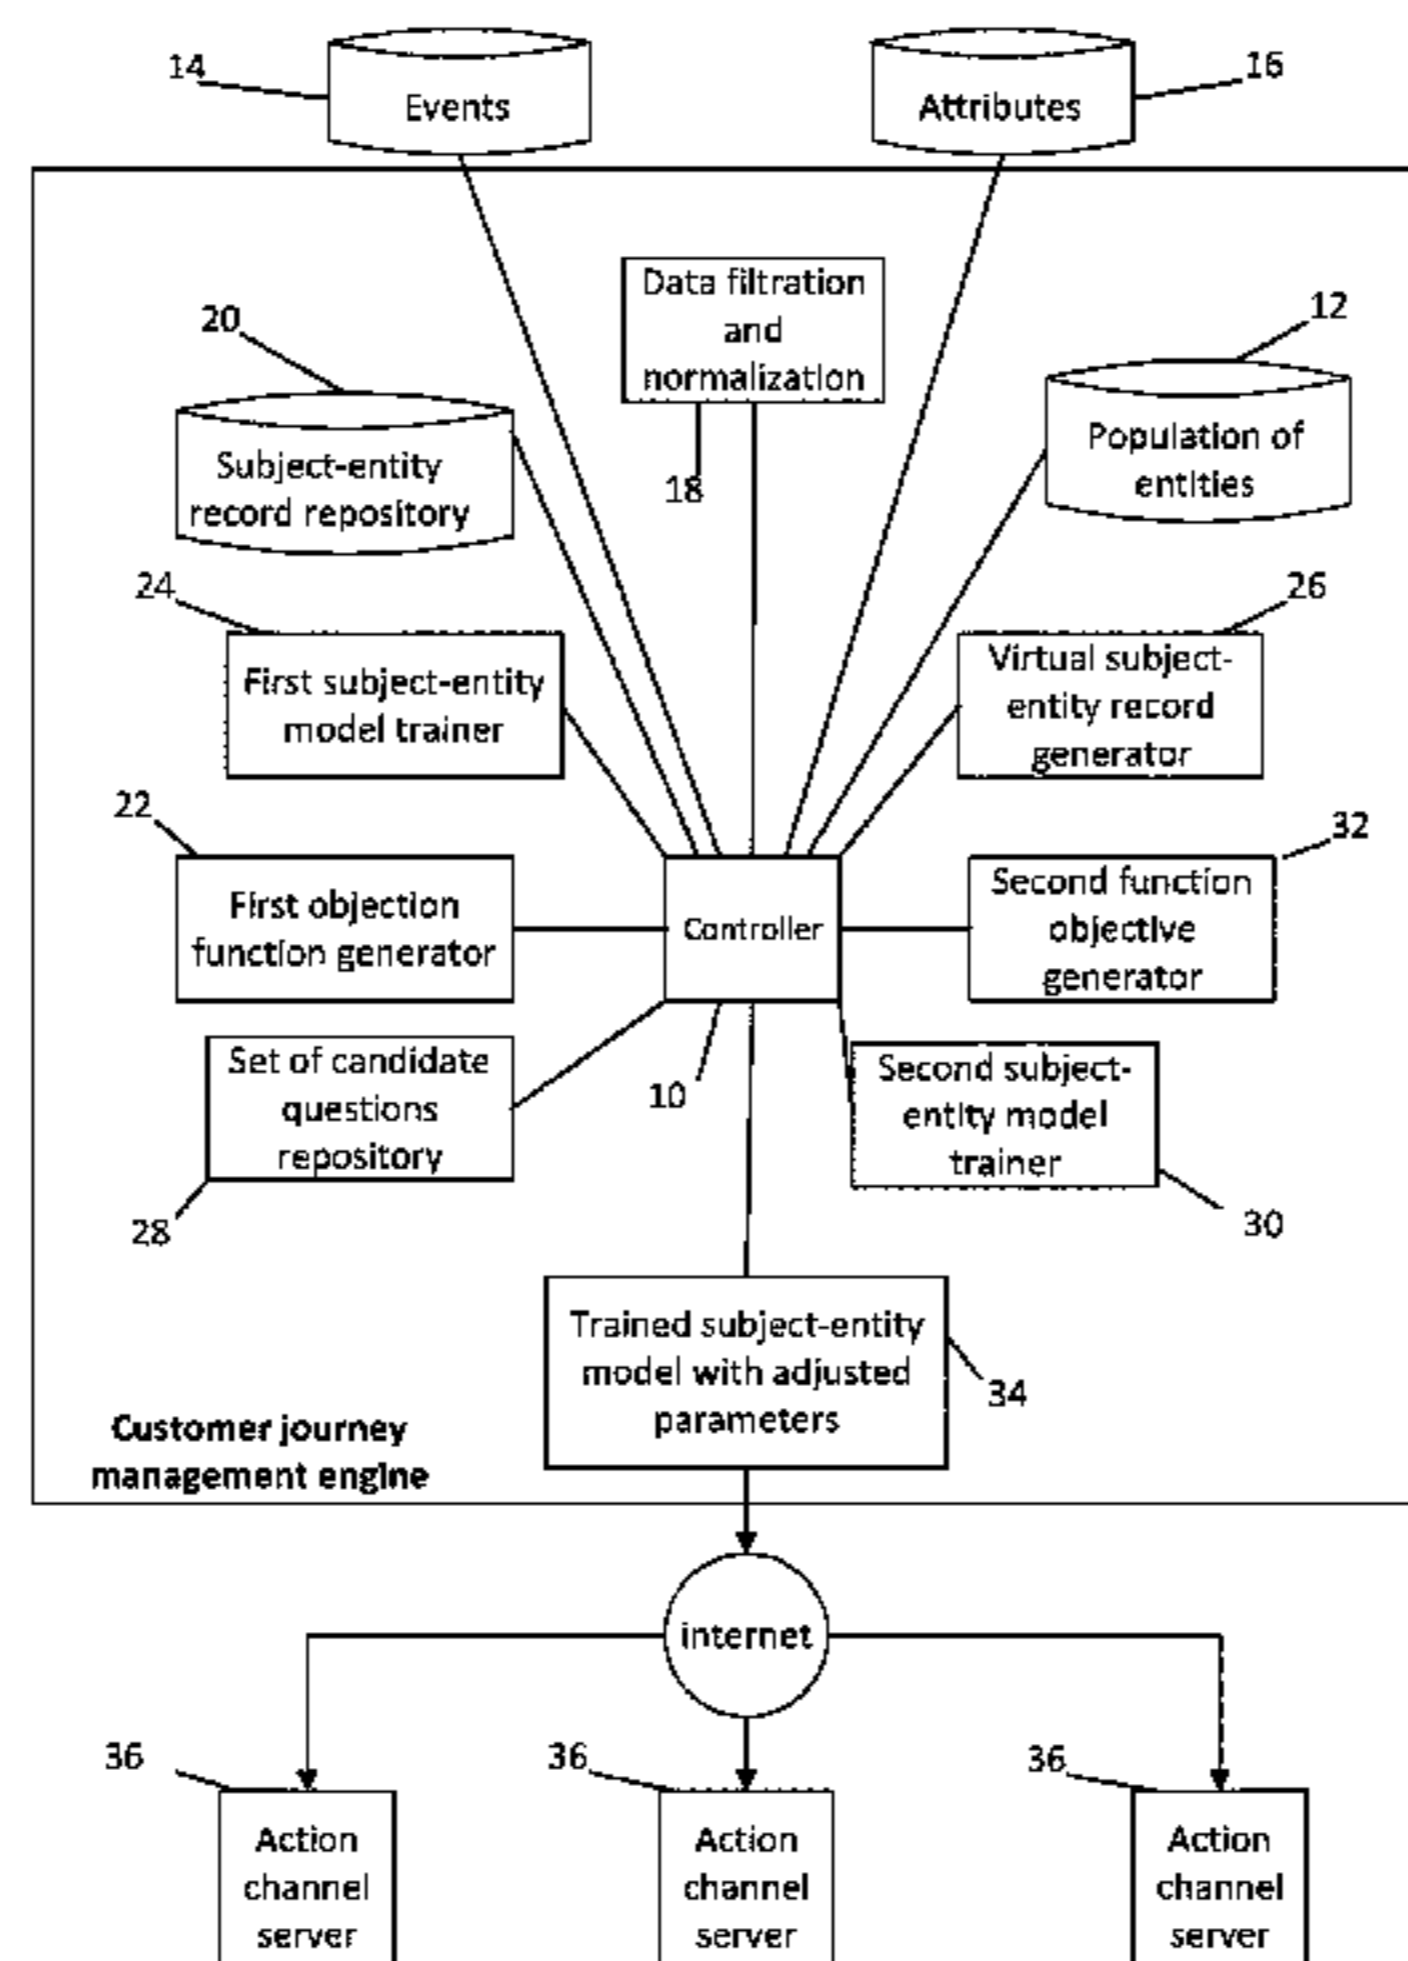 14
Events
Attributes
16
Data filtration
and
normalization
18
20
Subject-entity
record repository
12
Population of
entities
24
First subject-entity
model trainer
26
Virtual subject-
entity record
generator
22
First objection
function generator
Controller
10
32
Second function
objective
generator
Set of candidate
questions
repository
28
Second subject-
entity model
trainer
30
Trained subject-entity
model with adjusted
parameters
34
Customer journey
management engine
internet
36
Action
channel
server
36
Action
channel
server
36
Action
channel
server